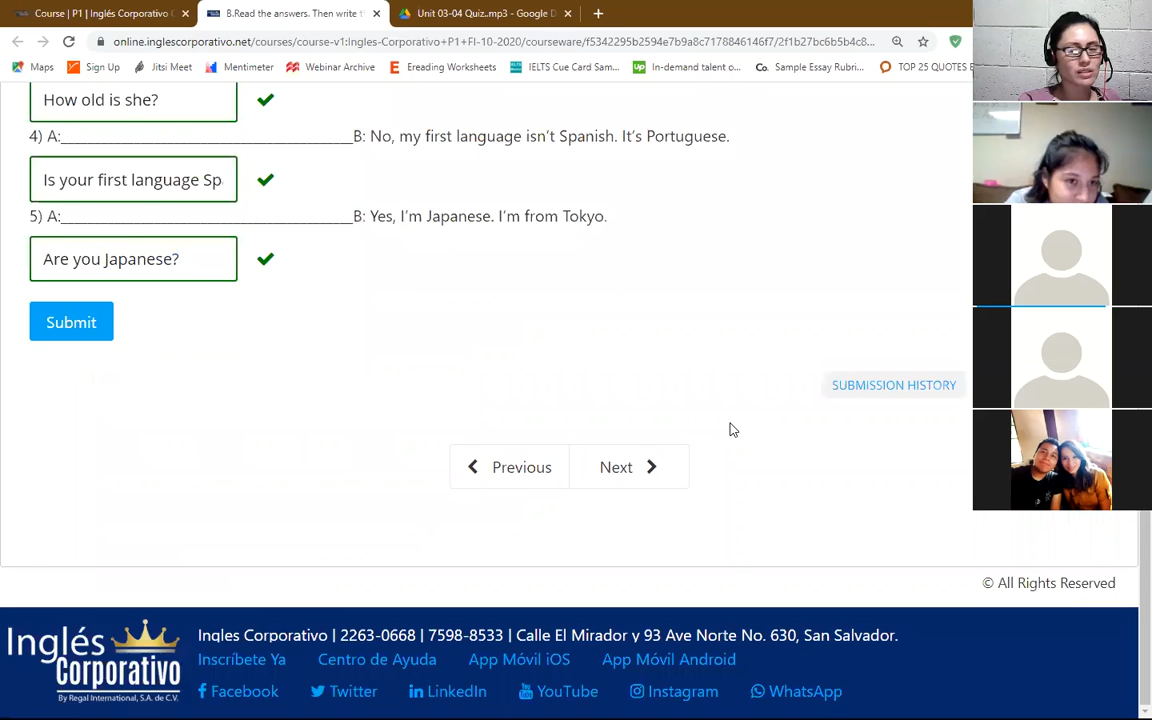 Course | P1 | Inglés Corporativo
B.Read the answers. Then write t
Unit 03-04 Quiz..mp3 - Google D
online.inglescorporativo.net/courses/course-v1:Ingles-Corporativo+P1+FI-10-2020/courseware/f5342295b2594e7b9a8c7178846146f7/2f1b27bc6b5b4c8...
Maps
Sign Up
Jitsi Meet
Mentimeter
Webinar Archive
Ereading Worksheets
IELTS Cue Card Sam...
In-demand talent o...
Sample Essay Rubri...
TOP 25 QUOTES
How old is she?
4) A:______________________________________B: No, my first language isn't Spanish. It's Portuguese.
Is your first language Sp
5) A:______________________________________B: Yes, I'm Japanese. I'm from Tokyo.
Are you Japanese?
Submit
SUBMISSION HISTORY
Previous
Next
© All Rights Reserved
Inglés Corporativo
By Regal International, S.A. de C.V.
Ingles Corporativo | 2263-0668 | 7598-8533 | Calle El Mirador y 93 Ave Norte No. 630, San Salvador.
Inscríbete Ya
Centro de Ayuda
App Móvil iOS
App Móvil Android
Facebook
Twitter
LinkedIn
YouTube
Instagram
WhatsApp